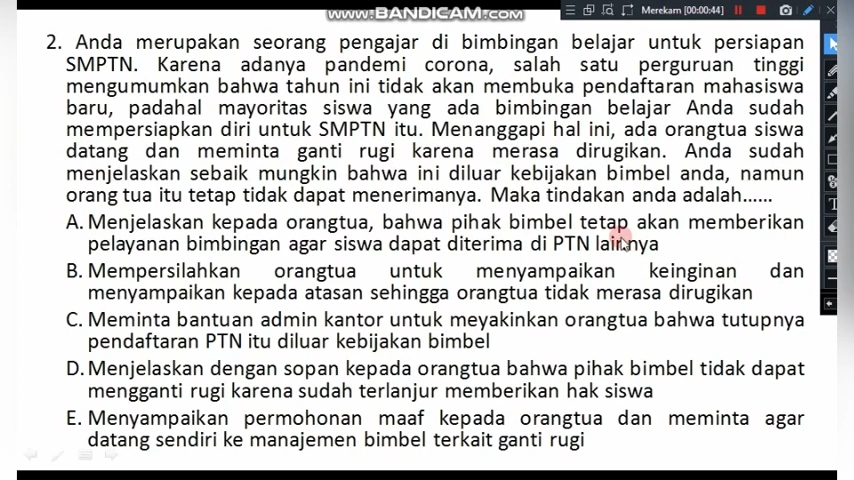 www.BANDICAM.com
Merekam [00:00:44]
2. Anda merupakan seorang pengajar di bimbingan belajar untuk persiapan
SMPTN. Karena adanya pandemi corona, salah satu perguruan tinggi
mengumumkan bahwa tahun ini tidak akan membuka pendaftaran mahasiswa
baru, padahal mayoritas siswa yang ada bimbingan belajar Anda sudah
mempersiapkan diri untuk SMPTN itu. Menanggapi hal ini, ada orangtua siswa
datang dan meminta ganti rugi karena merasa dirugikan. Anda sudah
menjelaskan sebaik mungkin bahwa ini diluar kebijakan bimbel anda, namun
orang tua itu tetap tidak dapat menerimanya. Maka tindakan anda adalah......
A. Menjelaskan kepada orangtua, bahwa pihak bimbel tetap akan memberikan
pelayanan bimbingan agar siswa dapat diterima di PTN lainnya
B. Mempersilahkan orangtua untuk menyampaikan keinginan dan
menyampaikan kepada atasan sehingga orangtua tidak merasa dirugikan
C. Meminta bantuan admin kantor untuk meyakinkan orangtua bahwa tutupnya
pendaftaran PTN itu diluar kebijakan bimbel
D. Menjelaskan dengan sopan kepada orangtua bahwa pihak bimbel tidak dapat
mengganti rugi karena sudah terlanjur memberikan hak siswa
E. Menyampaikan permohonan maaf kepada orangtua dan meminta agar
datang sendiri ke manajemen bimbel terkait ganti rugi